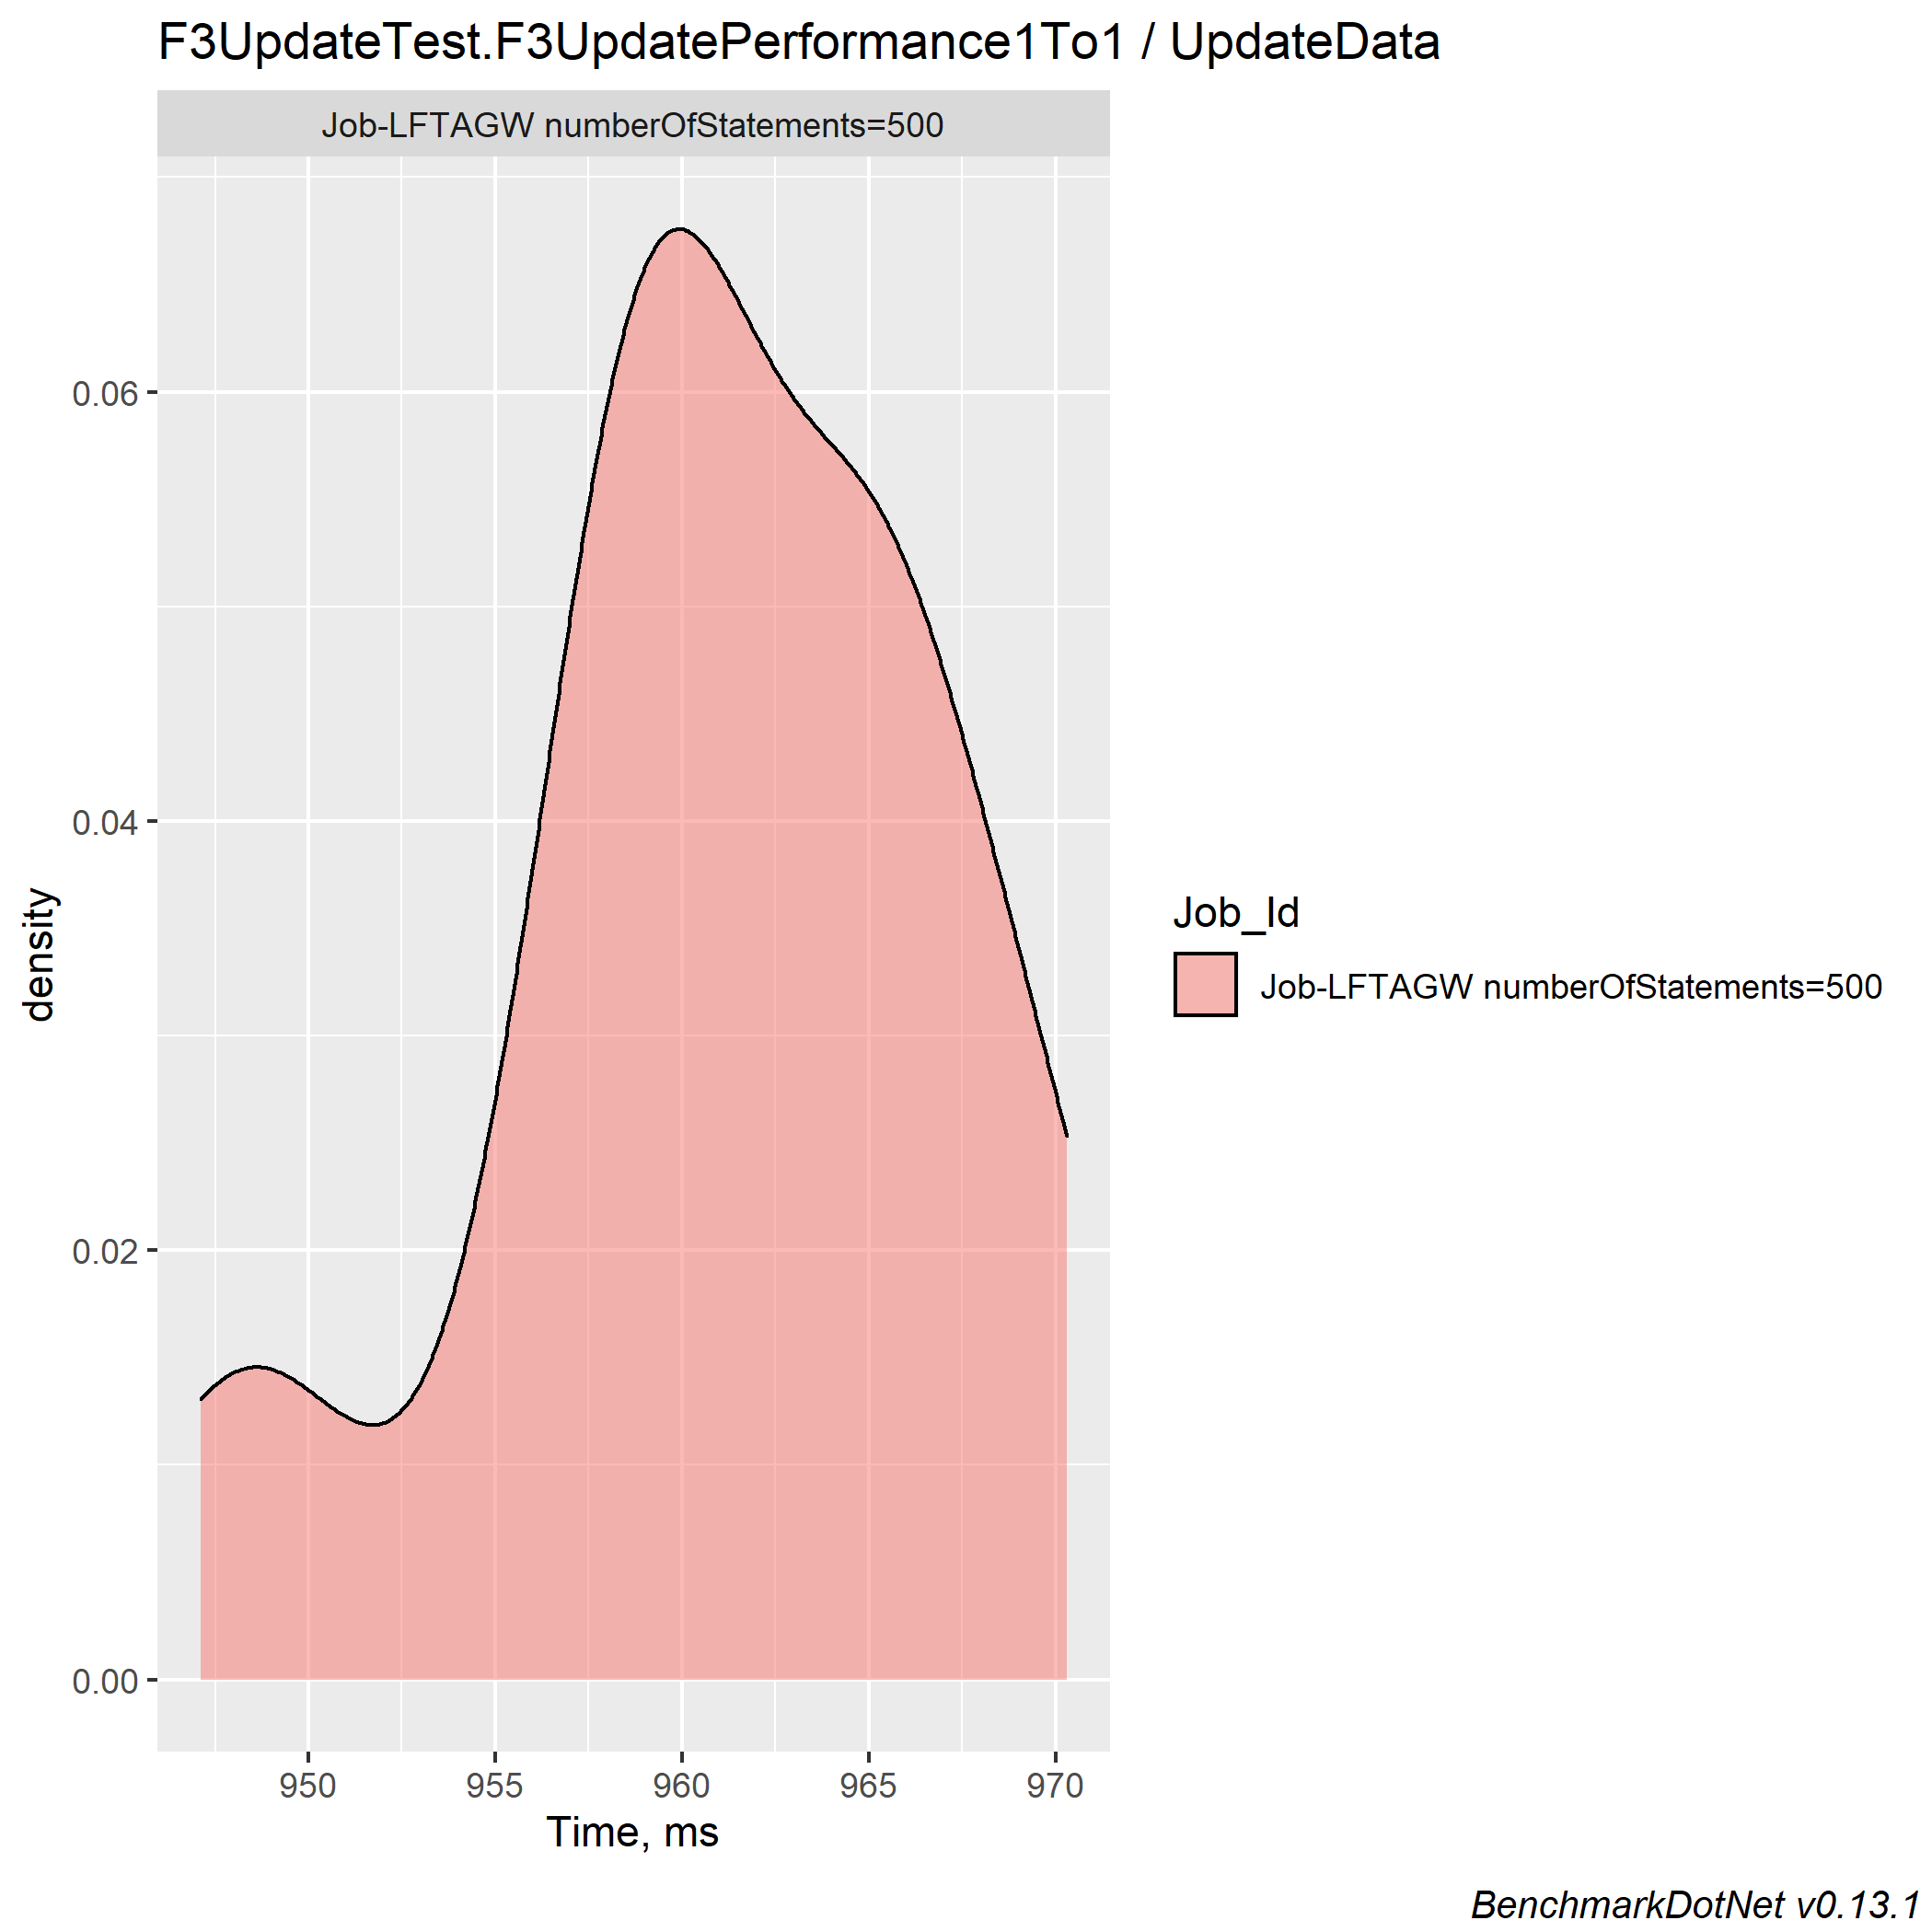 F3UpdateTest.F3UpdatePerformance1To1 / UpdateData
Job-LFTAGW numberOfStatements=500
0.06
0.04
0.02
0.00
density
950 955 960 965 970
Time, ms
Job_Id
Job-LFTAGW numberOfStatements=500
BenchmarkDotNet v0.13.1